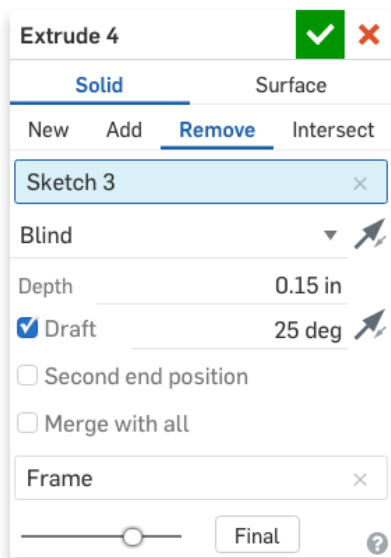 Extrude 4
Solid Surface
New Add Remove Intersect
Sketch 3
Blind
Depth 0.15 in
Draft 25 deg
Second end position
Merge with all
Frame
Final
?